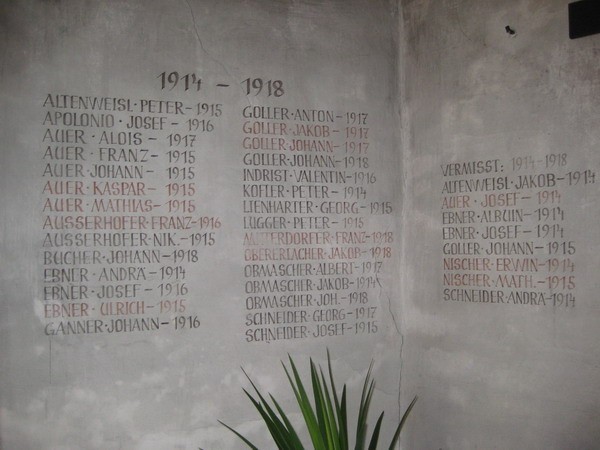 1914 - 1918
ALTENWEISL·PETER-1915
APOLONIO·JOSEF-1916
AUER·ALOIS-1917
AUER·FRANZ-1915
AUER·JOHANN-1915
AUER·KASPAR-1915
AUER·MATHIAS-1915
AUSSERHOFER·FRANZ-1916
AUSSERHOFER·NIK.-1915
BUCHER·JOHANN-1918
EBNER·ANDRÄ-1914
EBNER·JOSEF-1916
EBNER·ULRICH-1915
GANNER·JOHANN-1916
GOLLER·ANTON-1917
GOLLER·JAKOB-1917
GOLLER·JOHANN-1917
GOLLER·JOHANN-1918
INDRIST·VALENTIN-1916
KOFLER·PETER-1914
LIENHARTER·GEORG-1915
LUGGER·PETER-1915
MITTERDORFER·FRANZ-1918
OBERERLACHER·JAKOB-1918
OBMASCHER·ALBERT-1917
OBMASCHER·JAKOB-1914
OBMASCHER·JOH.-1918
SCHNEIDER·GEORG-1917
SCHNEIDER·JOSEF-1915
VERMISST: 1914-1918
ALTENWEISL·JAKOB-1914
AUER·JOSEF-1914
EBNER·ALBUIN-1914
EBNER·JOSEF-1914
GOLLER·JOHANN-1915
NISCHER·ERWIN-1914
NISCHER·MATH.-1915
SCHNEIDER·ANDRÄ-1914